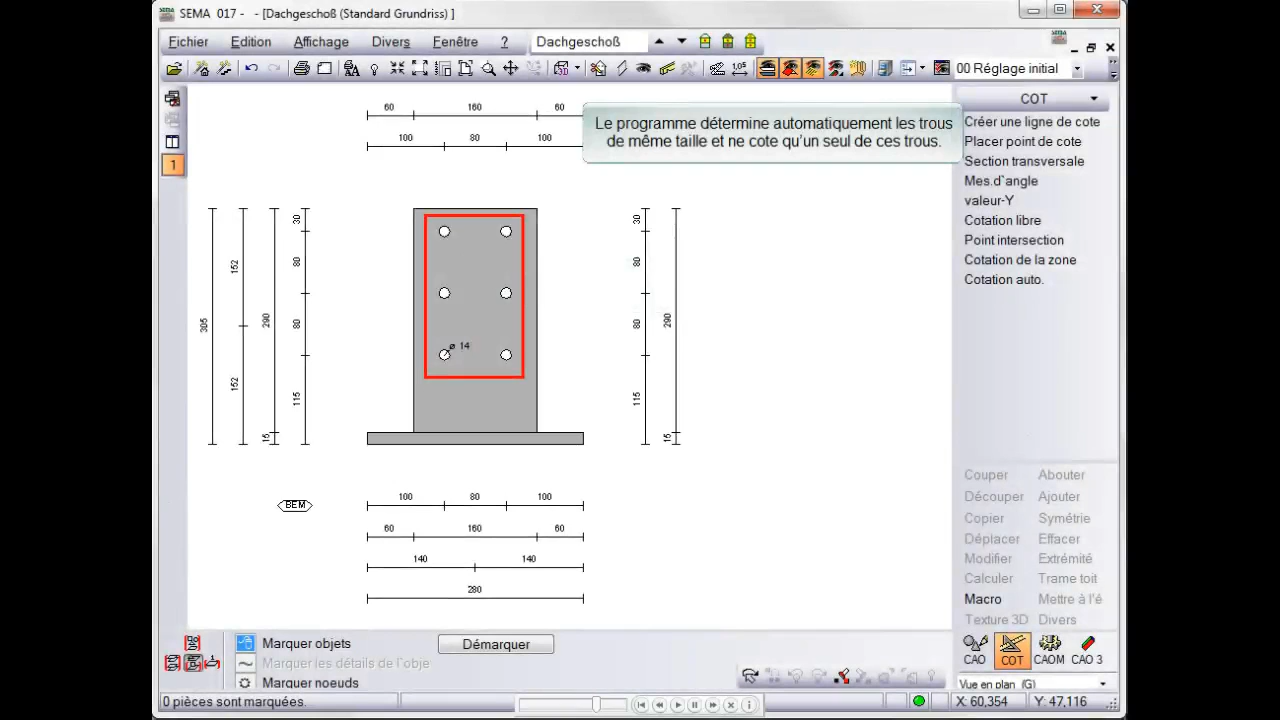 SEMA 017 - - [Dachgeschoß (Standard Grundriss) ]
Fichier Edition Affichage Divers Fenêtre ? Dachgeschoß
1,05 00 Réglage initial
1
COT
Créer une ligne de cote
Placer point de cote
Section transversale
Mes.d`angle
valeur-Y
Cotation libre
Point intersection
Cotation de la zone
Cotation auto.
Le programme détermine automatiquement les trous
de même taille et ne cote qu'un seul de ces trous.
60 160 60
100 80 100
305
152 152
290 15
30 80 80 115
ø 14
30 80 80 115
290 15
BEM
100 80 100
60 160 60
140 140
280
Couper Abouter
Découper Ajouter
Copier Symétrie
Déplacer Effacer
Modifier Extrémité
Calculer Trame toit
Macro Mettre à l'é
Texture 3D Divers
CAO COT CAOM CAO 3
Vue en plan (G)
Marquer objets Démarquer
Marquer les détails de l`obje
Marquer noeuds
0 pièces sont marquées.
X: 60,354 Y: 47,116